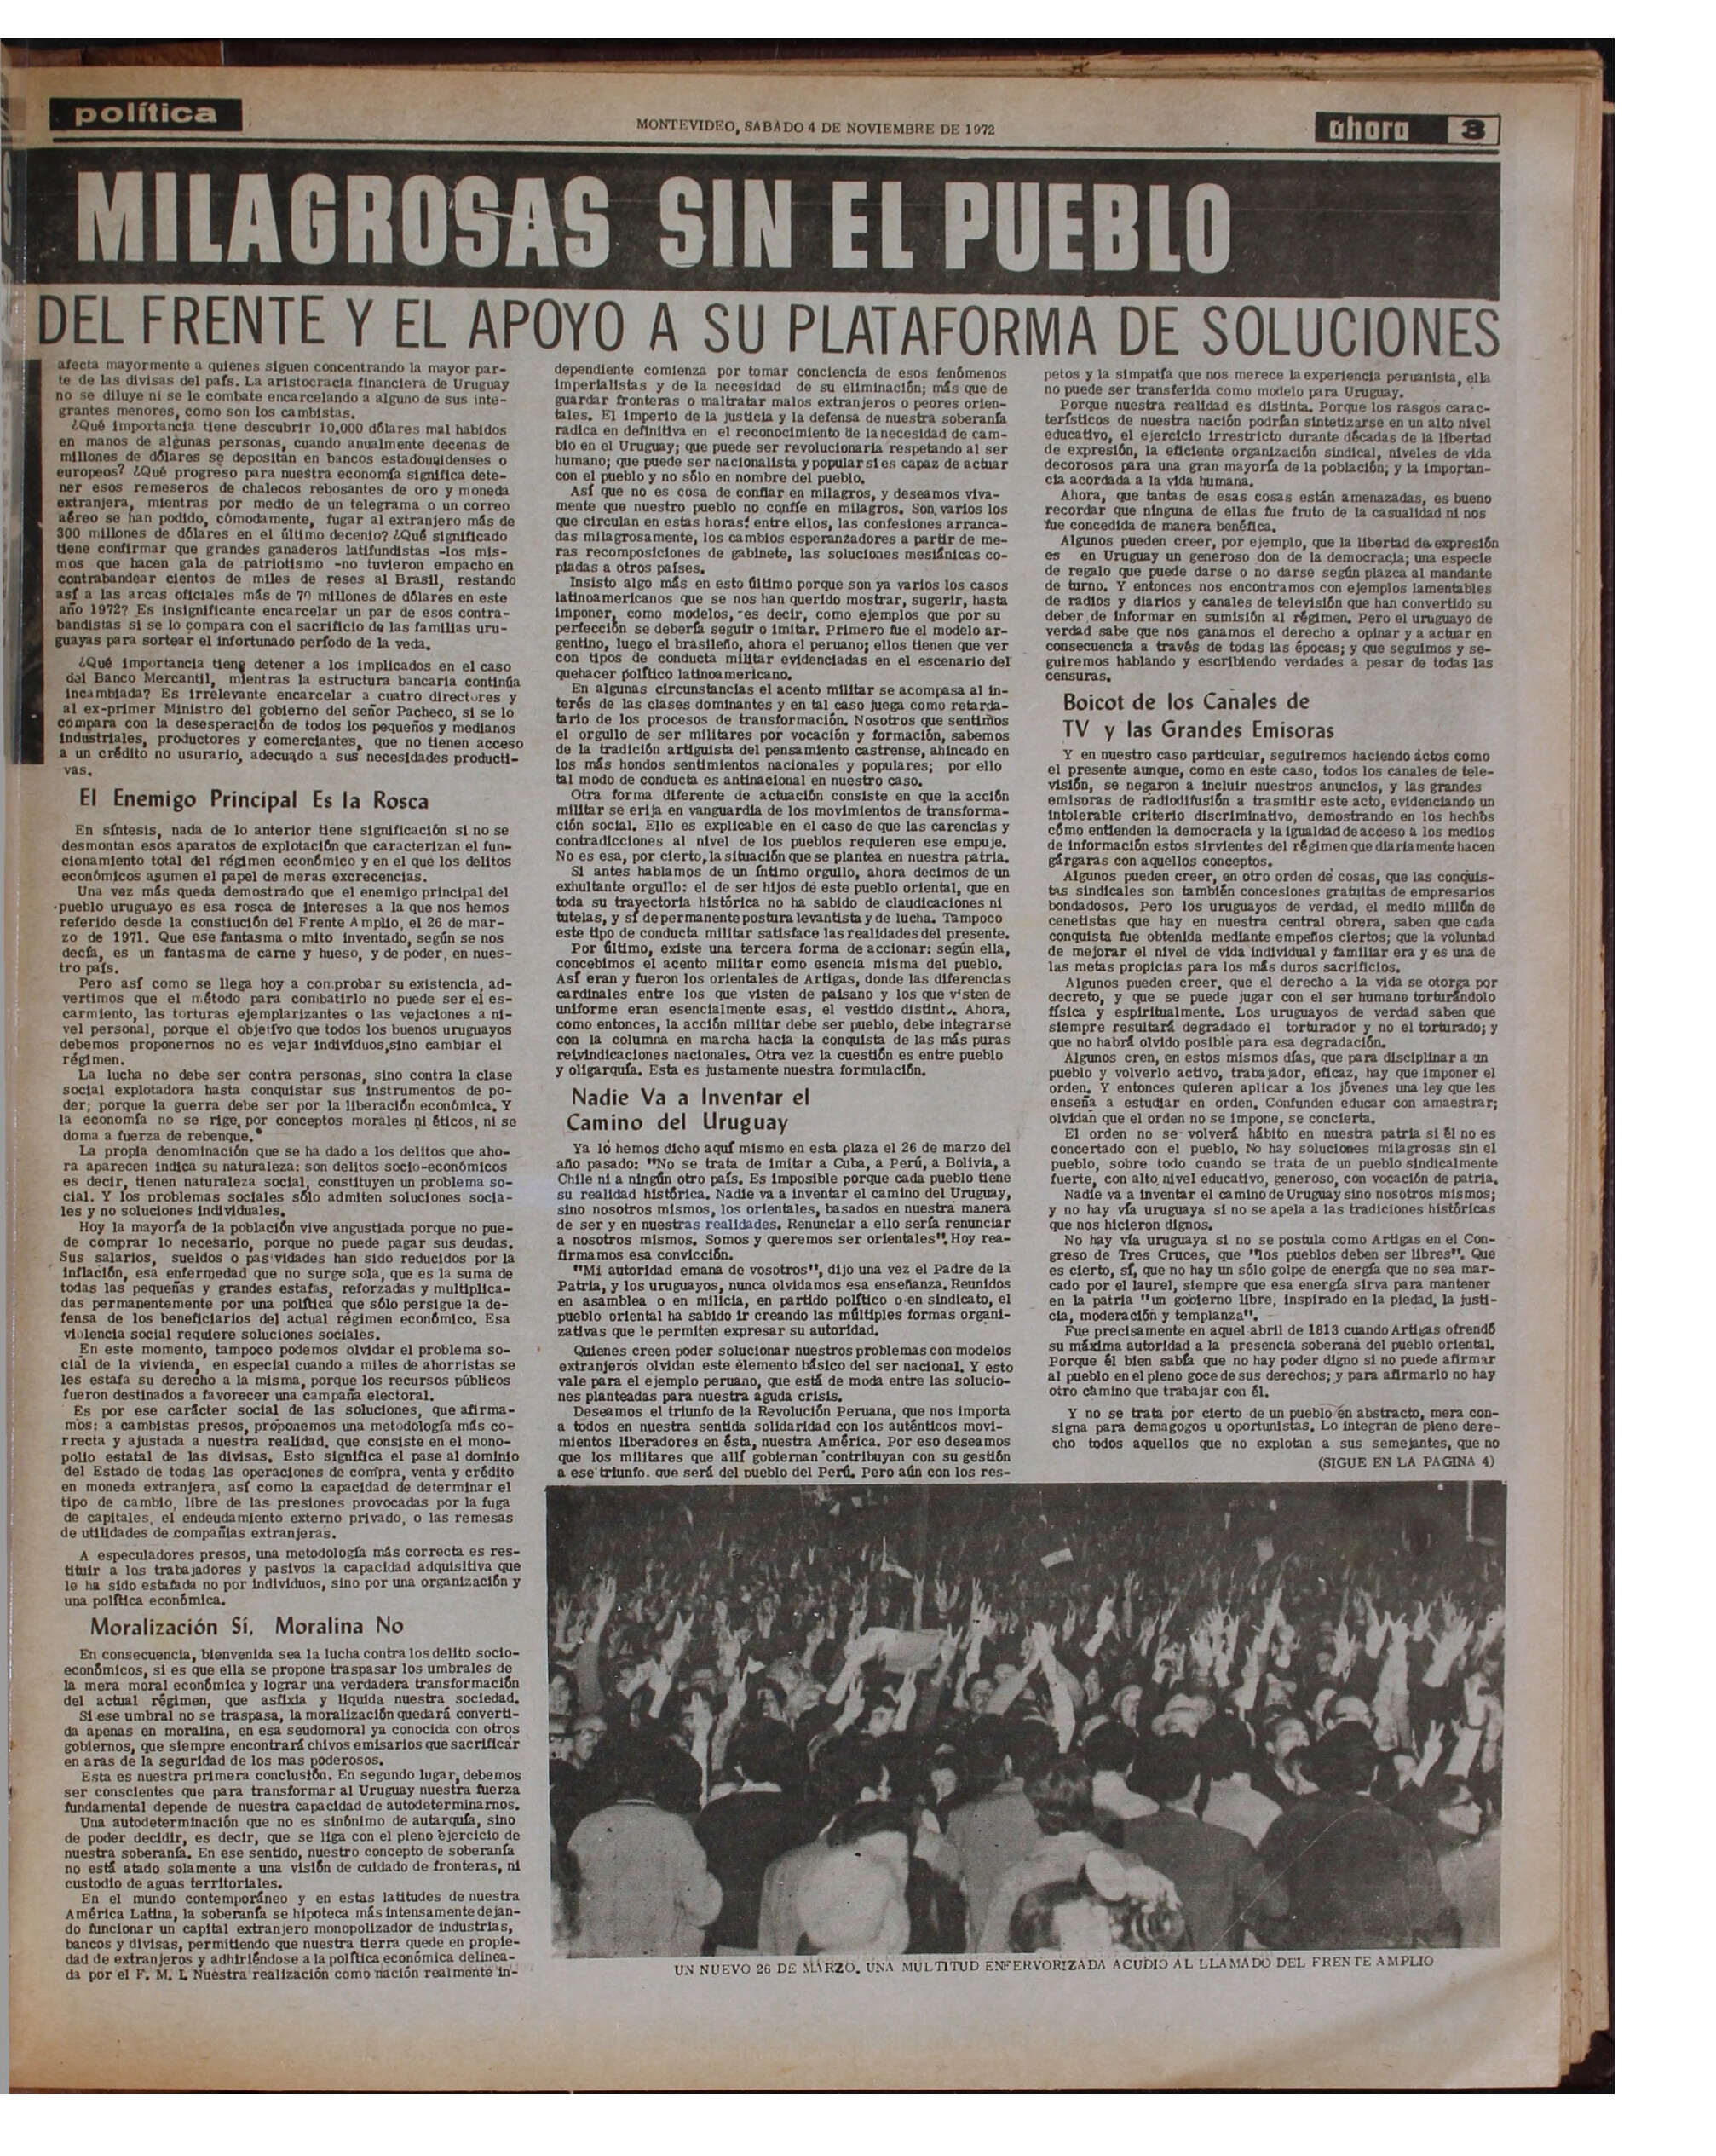 política
MONTEVIDEO, SABADO 4 DE NOVIEMBRE DE 1972
ahora 3
MILAGROSAS SIN EL PUEBLO
DEL FRENTE Y EL APOYO A SU PLATAFORMA DE SOLUCIONES
afecta mayormente a quienes siguen concentrando la mayor par-
te de las divisas del país. La aristocracia financiera de Uruguay
no se diluye ni se le combate encarcelando a alguno de sus inte-
grantes menores, como son los cambistas.
¿Qué importancia tiene descubrir 10.000 dólares mal habidos
en manos de algunas personas, cuando anualmente decenas de
millones de dólares se depositan en bancos estadounidenses o
europeos? ¿Qué progreso para nuestra economía significa dete-
ner esos remeseros de chalecos rebosantes de oro y moneda
extranjera, mientras por medio de un telegrama o un correo
aéreo se han podido, cómodamente, fugar al extranjero más de
300 millones de dólares en el último decenio? ¿Qué significado
tiene confirmar que grandes ganaderos latifundistas -los mis-
mos que hacen gala de patriotismo -no tuvieron empacho en
contrabandear cientos de miles de reses al Brasil, restando
así a las arcas oficiales más de 70 millones de dólares en este
año 1972? Es insignificante encarcelar un par de esos contra-
bandistas si se lo compara con el sacrificio de las familias uru-
guayas para sortear el infortunado período de la veda.
¿Qué importancia tiene detener a los implicados en el caso
del Banco Mercantil, mientras la estructura bancaria continúa
incambiada? Es irrelevante encarcelar a cuatro directores y
al ex-primer Ministro del gobierno del señor Pacheco, si se lo
compara con la desesperación de todos los pequeños y medianos
industriales, productores y comerciantes, que no tienen acceso
a un crédito no usurario, adecuado a sus necesidades producti-
vas.
El Enemigo Principal Es la Rosca
En síntesis, nada de lo anterior tiene significación si no se
desmontan esos aparatos de explotación que caracterizan el fun-
cionamiento total del régimen económico y en el que los delitos
económicos asumen el papel de meras excrecencias.
Una vez más queda demostrado que el enemigo principal del
pueblo uruguayo es esa rosca de intereses a la que nos hemos
referido desde la constiución del Frente Amplio, el 26 de mar-
zo de 1971. Que ese fantasma o mito inventado, según se nos
decía, es un fantasma de carne y hueso, y de poder, en nues-
tro país.
Pero así como se llega hoy a comprobar su existencia, ad-
vertimos que el método para combatirlo no puede ser el es-
carmiento, las torturas ejemplarizantes o las vejaciones a ni-
vel personal, porque el objetivo que todos los buenos uruguayos
debemos proponernos no es vejar individuos,sino cambiar el
régimen.
La lucha no debe ser contra personas, sino contra la clase
social explotadora hasta conquistar sus instrumentos de po-
der; porque la guerra debe ser por la liberación económica. Y
la economía no se rige por conceptos morales ni éticos, ni se
doma a fuerza de rebenque.
La propia denominación que se ha dado a los delitos que aho-
ra aparecen indica su naturaleza: son delitos socio-económicos
es decir, tienen naturaleza social, constituyen un problema so-
cial. Y los problemas sociales sólo admiten soluciones socia-
les y no soluciones individuales.
Hoy la mayoría de la población vive angustiada porque no pue-
de comprar lo necesario, porque no puede pagar sus deudas.
Sus salarios, sueldos o pasividades han sido reducidos por la
inflación, esa enfermedad que no surge sola, que es la suma de
todas las pequeñas y grandes estafas, reforzadas y multiplica-
das permanentemente por una política que sólo persigue la de-
fensa de los beneficiarios del actual régimen económico. Esa
violencia social requiere soluciones sociales.
En este momento, tampoco podemos olvidar el problema so-
cial de la vivienda, en especial cuando a miles de ahorristas se
les estafa su derecho a la misma, porque los recursos públicos
fueron destinados a favorecer una campaña electoral.
Es por ese carácter social de las soluciones, que afirma-
mos: a cambistas presos, proponemos una metodología más co-
rrecta y ajustada a nuestra realidad, que consiste en el mono-
polio estatal de las divisas. Esto significa el pase al dominio
del Estado de todas las operaciones de compra, venta y crédito
en moneda extranjera, así como la capacidad de determinar el
tipo de cambio, libre de las presiones provocadas por la fuga
de capitales, el endeudamiento externo privado, o las remesas
de utilidades de compañías extranjeras.
A especuladores presos, una metodología más correcta es res-
tituir a los trabajadores y pasivos la capacidad adquisitiva que
le ha sido estafada no por individuos, sino por una organización y
una política económica.
Moralización Sí, Moralina No
En consecuencia, bienvenida sea la lucha contra los delito socio-
económicos, si es que ella se propone traspasar los umbrales de
la mera moral económica y lograr una verdadera transformación
del actual régimen, que asfixia y liquida nuestra sociedad.
Si ese umbral no se traspasa, la moralización quedará converti-
da apenas en moralina, en esa seudomoral ya conocida con otros
gobiernos, que siempre encontrará chivos emisarios que sacrificar
en aras de la seguridad de los mas poderosos.
Esta es nuestra primera conclusión. En segundo lugar, debemos
ser conscientes que para transformar al Uruguay nuestra fuerza
fundamental depende de nuestra capacidad de autodeterminarnos.
Una autodeterminación que no es sinónimo de autarquía, sino
de poder decidir, es decir, que se liga con el pleno ejercicio de
nuestra soberanía. En ese sentido, nuestro concepto de soberanía
no está atado solamente a una visión de cuidado de fronteras, ni
custodio de aguas territoriales.
En el mundo contemporáneo y en estas latitudes de nuestra
América Latina, la soberanía se hipoteca más intensamente dejan-
do funcionar un capital extranjero monopolizador de industrias,
bancos y divisas, permitiendo que nuestra tierra quede en propie-
dad de extranjeros y adhiriéndose a la política económica delinea-
da por el F. M. I. Nuestra realización como nación realmente in-
dependiente comienza por tomar conciencia de esos fenómenos
imperialistas y de la necesidad de su eliminación; más que de
guardar fronteras o maltratar malos extranjeros o peores orien-
tales. El imperio de la justicia y la defensa de nuestra soberanía
radica en definitiva en el reconocimiento de la necesidad de cam-
bio en el Uruguay; que puede ser revolucionaria respetando al ser
humano; que puede ser nacionalista y popular si es capaz de actuar
con el pueblo y no sólo en nombre del pueblo.
Así que no es cosa de confiar en milagros, y deseamos viva-
mente que nuestro pueblo no confíe en milagros. Son varios los
que circulan en estas horas: entre ellos, las confesiones arranca-
das milagrosamente, los cambios esperanzadores a partir de me-
ras recomposiciones de gabinete, las soluciones mesiánicas co-
piadas a otros países.
Insisto algo más en esto último porque son ya varios los casos
latinoamericanos que se nos han querido mostrar, sugerir, hasta
imponer, como modelos, -es decir, como ejemplos que por su
perfección se debería seguir o imitar. Primero fue el modelo ar-
gentino, luego el brasileño, ahora el peruano; ellos tienen que ver
con tipos de conducta militar evidenciadas en el escenario del
quehacer político latinoamericano.
En algunas circunstancias el acento militar se acompasa al in-
terés de las clases dominantes y en tal caso juega como retarda-
tario de los procesos de transformación. Nosotros que sentimos
el orgullo de ser militares por vocación y formación, sabemos
de la tradición artiguista del pensamiento castrense, ahincado en
los más hondos sentimientos nacionales y populares; por ello
tal modo de conducta es antinacional en nuestro caso.
Otra forma diferente de actuación consiste en que la acción
militar se erija en vanguardia de los movimientos de transforma-
ción social. Ello es explicable en el caso de que las carencias y
contradicciones al nivel de los pueblos requieren ese empuje.
No es esa, por cierto, la situación que se plantea en nuestra patria.
Si antes hablamos de un íntimo orgullo, ahora decimos de un
exhultante orgullo: el de ser hijos de este pueblo oriental, que en
toda su trayectoria histórica no ha sabido de claudicaciones ni
tutelas, y sí de permanente postura levantista y de lucha. Tampoco
este tipo de conducta militar satisface las realidades del presente.
Por último, existe una tercera forma de accionar: según ella,
concebimos el acento militar como esencia misma del pueblo.
Así eran y fueron los orientales de Artigas, donde las diferencias
cardinales entre los que visten de paisano y los que visten de
uniforme eran esencialmente esas, el vestido distint.. Ahora,
como entonces, la acción militar debe ser pueblo, debe integrarse
con la columna en marcha hacia la conquista de las más puras
reivindicaciones nacionales. Otra vez la cuestión es entre pueblo
y oligarquía. Esta es justamente nuestra formulación.
Nadie Va a Inventar el
Camino del Uruguay
Ya lo hemos dicho aquí mismo en esta plaza el 26 de marzo del
año pasado: "No se trata de imitar a Cuba, a Perú, a Bolivia, a
Chile ni a ningún otro país. Es imposible porque cada pueblo tiene
su realidad histórica. Nadie va a inventar el camino del Uruguay,
sino nosotros mismos, los orientales, basados en nuestra manera
de ser y en nuestras realidades. Renunciar a ello sería renunciar
a nosotros mismos. Somos y queremos ser orientales". Hoy rea-
firmamos esa convicción.
"Mi autoridad emana de vosotros", dijo una vez el Padre de la
Patria, y los uruguayos, nunca olvidamos esa enseñanza. Reunidos
en asamblea o en milicia, en partido político o en sindicato, el
pueblo oriental ha sabido ir creando las múltiples formas organi-
zativas que le permiten expresar su autoridad.
Quienes creen poder solucionar nuestros problemas con modelos
extranjeros olvidan este elemento básico del ser nacional. Y esto
vale para el ejemplo peruano, que está de moda entre las solucio-
nes planteadas para nuestra aguda crisis.
Deseamos el triunfo de la Revolución Peruana, que nos importa
a todos en nuestra sentida solidaridad con los auténticos movi-
mientos liberadores en ésta, nuestra América. Por eso deseamos
que los militares que allí gobiernan contribuyan con su gestión
a ese triunfo, que será del pueblo del Perú. Pero aún con los res-
petos y la simpatía que nos merece la experiencia peruanista, ella
no puede ser transferida como modelo para Uruguay.
Porque nuestra realidad es distinta. Porque los rasgos carac-
terísticos de nuestra nación podrían sintetizarse en un alto nivel
educativo, el ejercicio irrestricto durante décadas de la libertad
de expresión, la eficiente organización sindical, niveles de vida
decorosos para una gran mayoría de la población; y la importan-
cia acordada a la vida humana.
Ahora, que tantas de esas cosas están amenazadas, es bueno
recordar que ninguna de ellas fue fruto de la casualidad ni nos
fue concedida de manera benéfica.
Algunos pueden creer, por ejemplo, que la libertad de expresión
es en Uruguay un generoso don de la democracia; una especie
de regalo que puede darse o no darse según plazca al mandante
de turno. Y entonces nos encontramos con ejemplos lamentables
de radios y diarios y canales de televisión que han convertido su
deber de informar en sumisión al régimen. Pero el uruguayo de
verdad sabe que nos ganamos el derecho a opinar y a actuar en
consecuencia a través de todas las épocas; y que seguimos y se-
guiremos hablando y escribiendo verdades a pesar de todas las
censuras.
Boicot de los Canales de
TV y las Grandes Emisoras
Y en nuestro caso particular, seguiremos haciendo actos como
el presente aunque, como en este caso, todos los canales de tele-
visión, se negaron a incluir nuestros anuncios, y las grandes
emisoras de radiodifusión a trasmitir este acto, evidenciando un
intolerable criterio discriminativo, demostrando en los hechos
cómo entienden la democracia y la igualdad de acceso a los medios
de información estos sirvientes del régimen que diariamente hacen
gárgaras con aquellos conceptos.
Algunos pueden creer, en otro orden de cosas, que las conquis-
tas sindicales son también concesiones gratuitas de empresarios
bondadosos. Pero los uruguayos de verdad, el medio millón de
cenetistas que hay en nuestra central obrera, saben que cada
conquista fue obtenida mediante empeños ciertos; que la voluntad
de mejorar el nivel de vida individual y familiar era y es una de
las metas propicias para los más duros sacrificios.
Algunos pueden creer, que el derecho a la vida se otorga por
decreto, y que se puede jugar con el ser humano torturándolo
física y espiritualmente. Los uruguayos de verdad saben que
siempre resultará degradado el torturador y no el torturado; y
que no habrá olvido posible para esa degradación.
Algunos cren, en estos mismos días, que para disciplinar a un
pueblo y volverlo activo, trabajador, eficaz, hay que imponer el
orden. Y entonces quieren aplicar a los jóvenes una ley que les
enseña a estudiar en orden. Confunden educar con amaestrar;
olvidan que el orden no se impone, se concierta.
El orden no se volverá hábito en nuestra patria si él no es
concertado con el pueblo. No hay soluciones milagrosas sin el
pueblo, sobre todo cuando se trata de un pueblo sindicalmente
fuerte, con alto nivel educativo, generoso, con vocación de patria.
Nadie va a inventar el camino de Uruguay sino nosotros mismos;
y no hay vía uruguaya si no se apela a las tradiciones históricas
que nos hicieron dignos.
No hay vía uruguaya si no se postula como Artigas en el Con-
greso de Tres Cruces, que "los pueblos deben ser libres". Que
es cierto, sí, que no hay un sólo golpe de energía que no sea mar-
cado por el laurel, siempre que esa energía sirva para mantener
en la patria "un gobierno libre, inspirado en la piedad, la justi-
cia, moderación y templanza".
Fue precisamente en aquel abril de 1813 cuando Artigas ofrendó
su máxima autoridad a la presencia soberana del pueblo oriental.
Porque él bien sabía que no hay poder digno si no puede afirmar
al pueblo en el pleno goce de sus derechos; y para afirmarlo no hay
otro camino que trabajar con él.
Y no se trata por cierto de un pueblo en abstracto, mera con-
signa para demagogos u oportunistas. Lo integran de pleno dere-
cho todos aquellos que no explotan a sus semejantes, que no
(SIGUE EN LA PAGINA 4)
UN NUEVO 26 DE MARZO. UNA MULTITUD ENFERVORIZADA ACUDIO AL LLAMADO DEL FRENTE AMPLIO